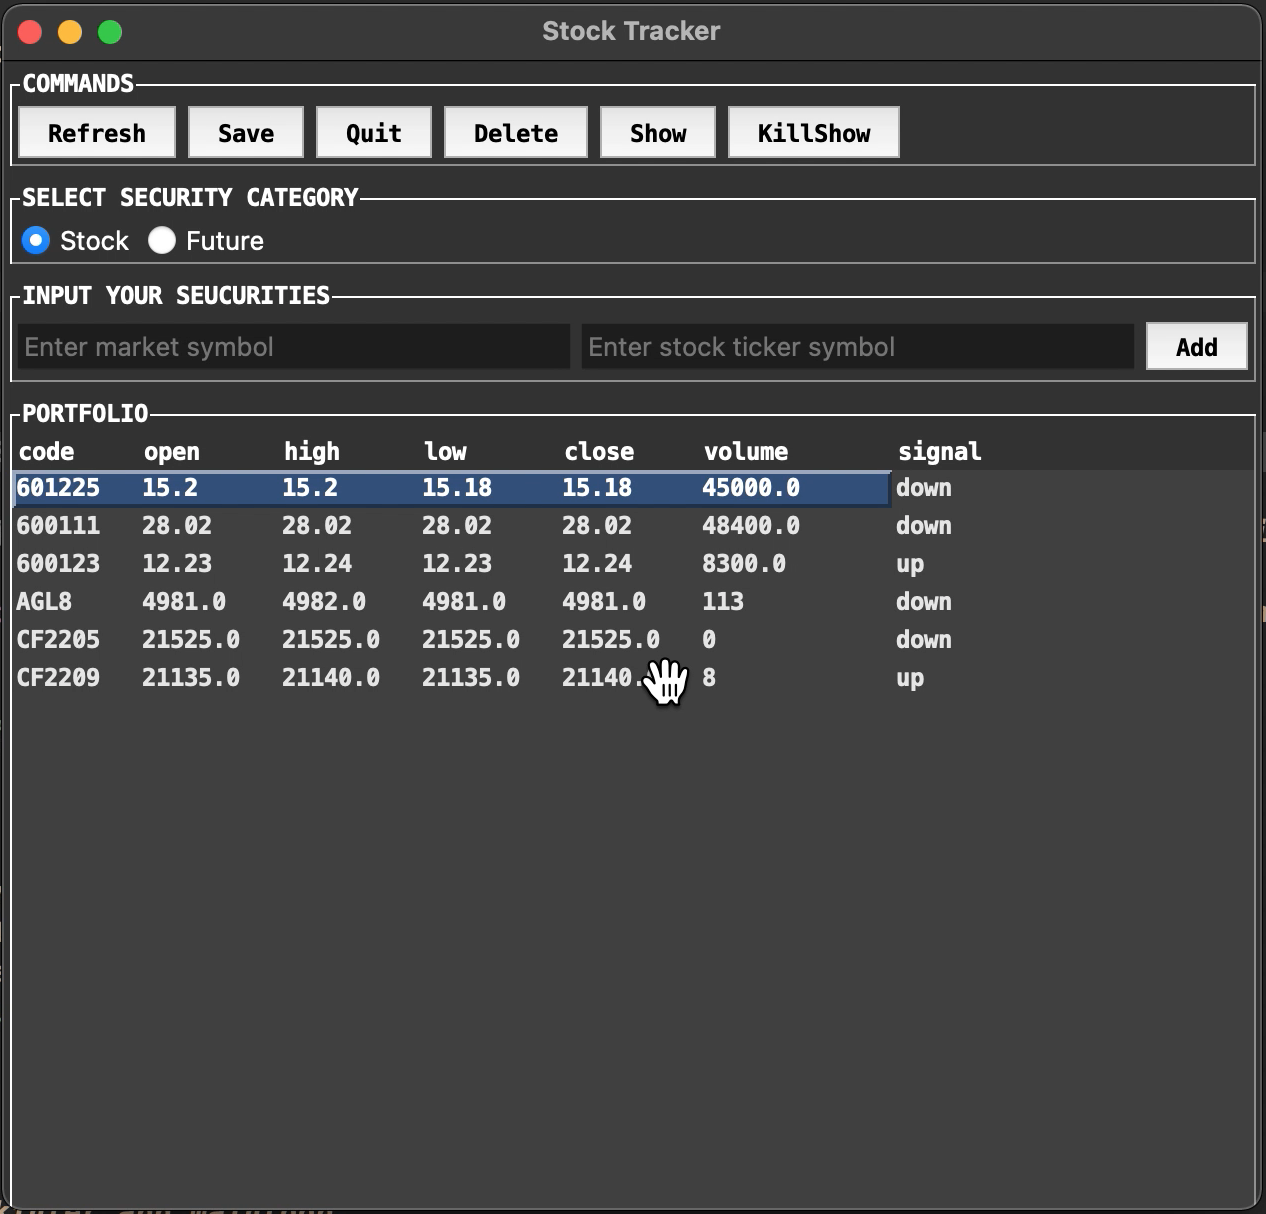 Stock Tracker
COMMANDS
Refresh Save Quit Delete Show KillShow
SELECT SECURITY CATEGORY
Stock Future
INPUT YOUR SEUCURITIES
Enter market symbol Enter stock ticker symbol Add
PORTFOLIO
code open high low close volume signal
601225 15.2 15.2 15.18 15.18 45000.0 down
600111 28.02 28.02 28.02 28.02 48400.0 down
600123 12.23 12.24 12.23 12.24 8300.0 up
AGL8 4981.0 4982.0 4981.0 4981.0 113 down
CF2205 21525.0 21525.0 21525.0 21525.0 0 down
CF2209 21135.0 21140.0 21135.0 21140. 8 up